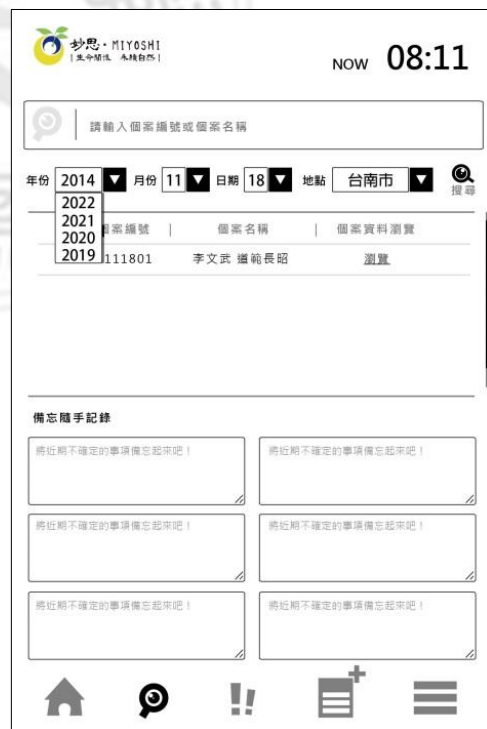 妙思・MIYOSHI
|生命關懷 永續自然|
NOW 08:11
請輸入個案編號或個案名稱
年份 2014 月份 11 日期 18 地點 台南市 搜尋
2022
2021
2020
2019
個案編號 | 個案名稱 | 個案資料瀏覽
111801 李文武 道範長昭 瀏覽
備忘隨手記錄
將近期不確定的事項備忘起來吧!
將近期不確定的事項備忘起來吧!
將近期不確定的事項備忘起來吧!
將近期不確定的事項備忘起來吧!
將近期不確定的事項備忘起來吧!
將近期不確定的事項備忘起來吧!